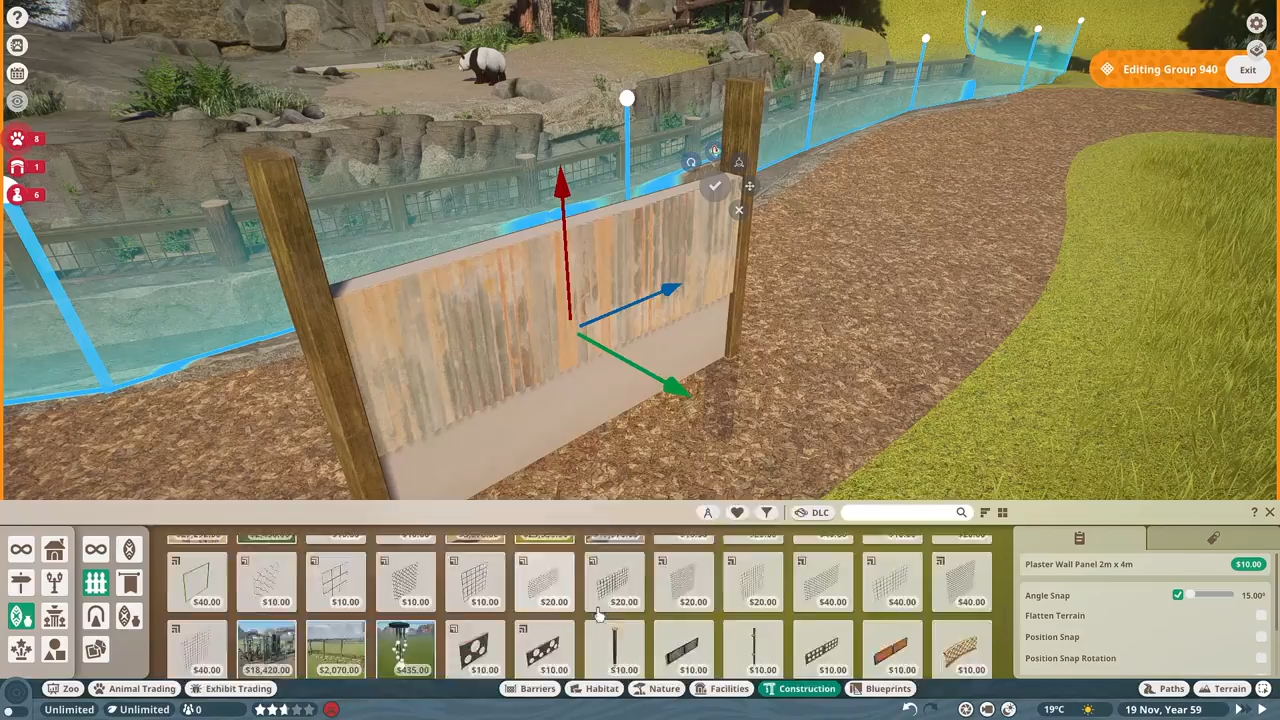 ?
Editing Group 940
Exit
8
1
6
DLC
? ×
$40.00 $10.00 $10.00 $10.00 $10.00 $20.00 $20.00 $20.00 $20.00 $40.00 $40.00 $40.00
$40.00 $18,420.00 $2,070.00 $435.00 $10.00 $10.00 $10.00 $10.00 $10.00 $10.00 $10.00 $10.00
Plaster Wall Panel 2m x 4m $10.00
Angle Snap 15.00°
Flatten Terrain
Position Snap
Position Snap Rotation
Zoo Animal Trading Exhibit Trading Barriers Habitat Nature Facilities Construction Blueprints Paths Terrain
Unlimited Unlimited 0 19°C 19 Nov, Year 59